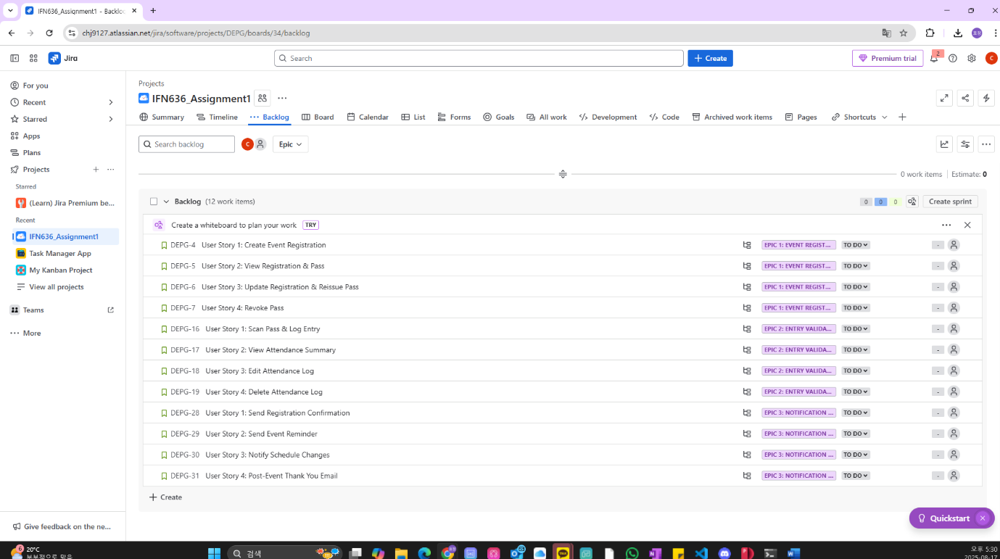 IFN636_Assignment1 - Backlo
chj9127.atlassian.net/jira/software/projects/DEPG/boards/34/backlog
효정
Jira
Search
Create
Premium trial
2
C
For you
Recent
Starred
Apps
Plans
Projects
Starred
(Learn) Jira Premium be...
Recent
IFN636_Assignment1
Task Manager App
My Kanban Project
View all projects
Teams
More
Give feedback on the ne...
Projects
IFN636_Assignment1
Summary Timeline Backlog Board Calendar List Forms Goals All work Development Code Archived work items Pages Shortcuts
Search backlog C Epic
0 work items Estimate: 0
Backlog (12 work items) 0 0 0 Create sprint
Create a whiteboard to plan your work TRY
DEPG-4 User Story 1: Create Event Registration EPIC 1: EVENT REGIST... TO DO -
DEPG-5 User Story 2: View Registration & Pass EPIC 1: EVENT REGIST... TO DO -
DEPG-6 User Story 3: Update Registration & Reissue Pass EPIC 1: EVENT REGIST... TO DO -
DEPG-7 User Story 4: Revoke Pass EPIC 1: EVENT REGIST... TO DO -
DEPG-16 User Story 1: Scan Pass & Log Entry EPIC 2: ENTRY VALIDA... TO DO -
DEPG-17 User Story 2: View Attendance Summary EPIC 2: ENTRY VALIDA... TO DO -
DEPG-18 User Story 3: Edit Attendance Log EPIC 2: ENTRY VALIDA... TO DO -
DEPG-19 User Story 4: Delete Attendance Log EPIC 2: ENTRY VALIDA... TO DO -
DEPG-28 User Story 1: Send Registration Confirmation EPIC 3: NOTIFICATION ... TO DO -
DEPG-29 User Story 2: Send Event Reminder EPIC 3: NOTIFICATION ... TO DO -
DEPG-30 User Story 3: Notify Schedule Changes EPIC 3: NOTIFICATION ... TO DO -
DEPG-31 User Story 4: Post-Event Thank You Email EPIC 3: NOTIFICATION ... TO DO -
Create
Quickstart
6
20°C
부분적으로 맑음
검색
오후 5:30
2025-08-17